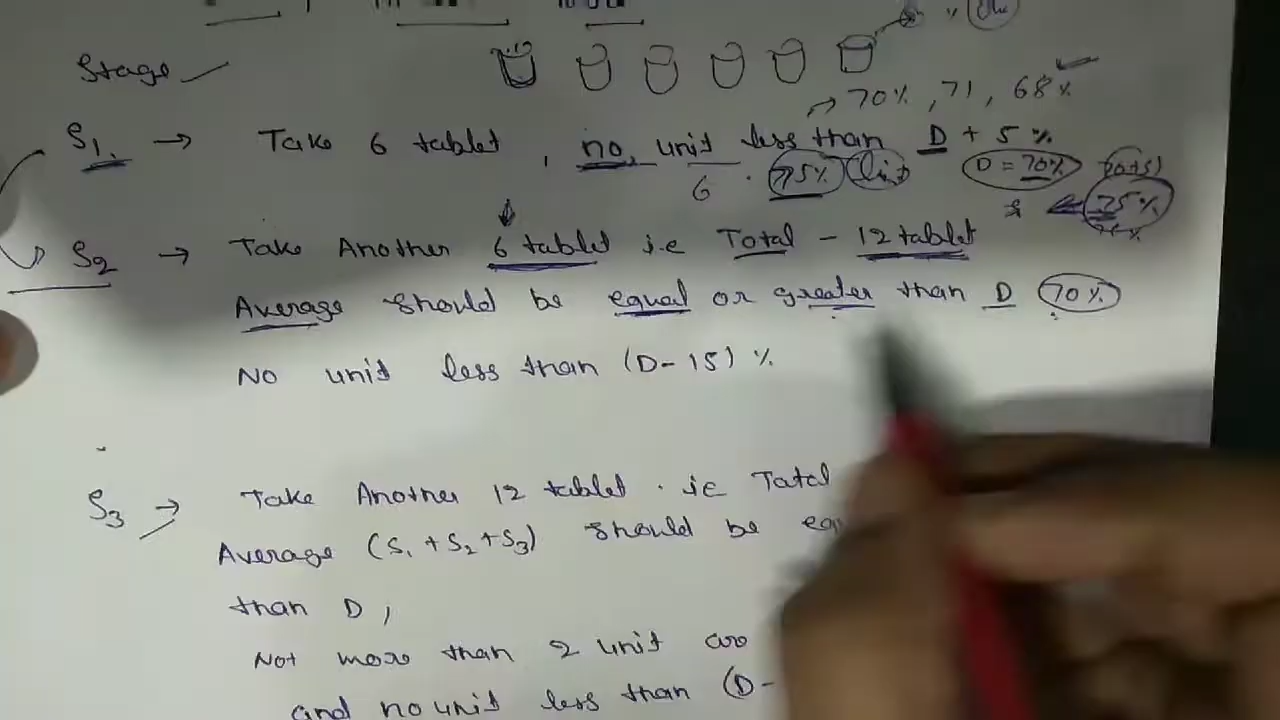 Stage
70%, 71, 68%
S1. → Take 6 tablet, no unit less than D + 5%
6 . 75% D = 70%
75%
S2 → Take Another 6 tablet i.e Total - 12 tablet
Average should be equal or greater than D 70%
No unit less than (D-15) %
S3 → Take Another 12 tablet. ie Total
Average (S1 + S2 + S3) should be
than D,
Not more than 2 unit are
and no unit less than (D-